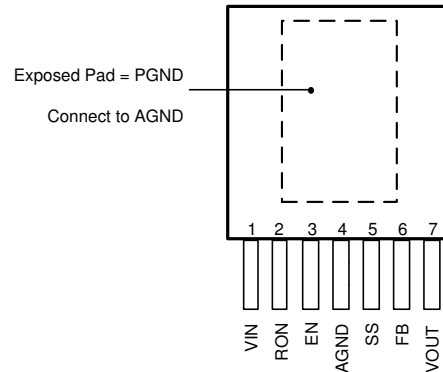 Exposed Pad = PGND
Connect to AGND
1 2 3 4 5 6 7
VIN RON EN AGND SS FB VOUT